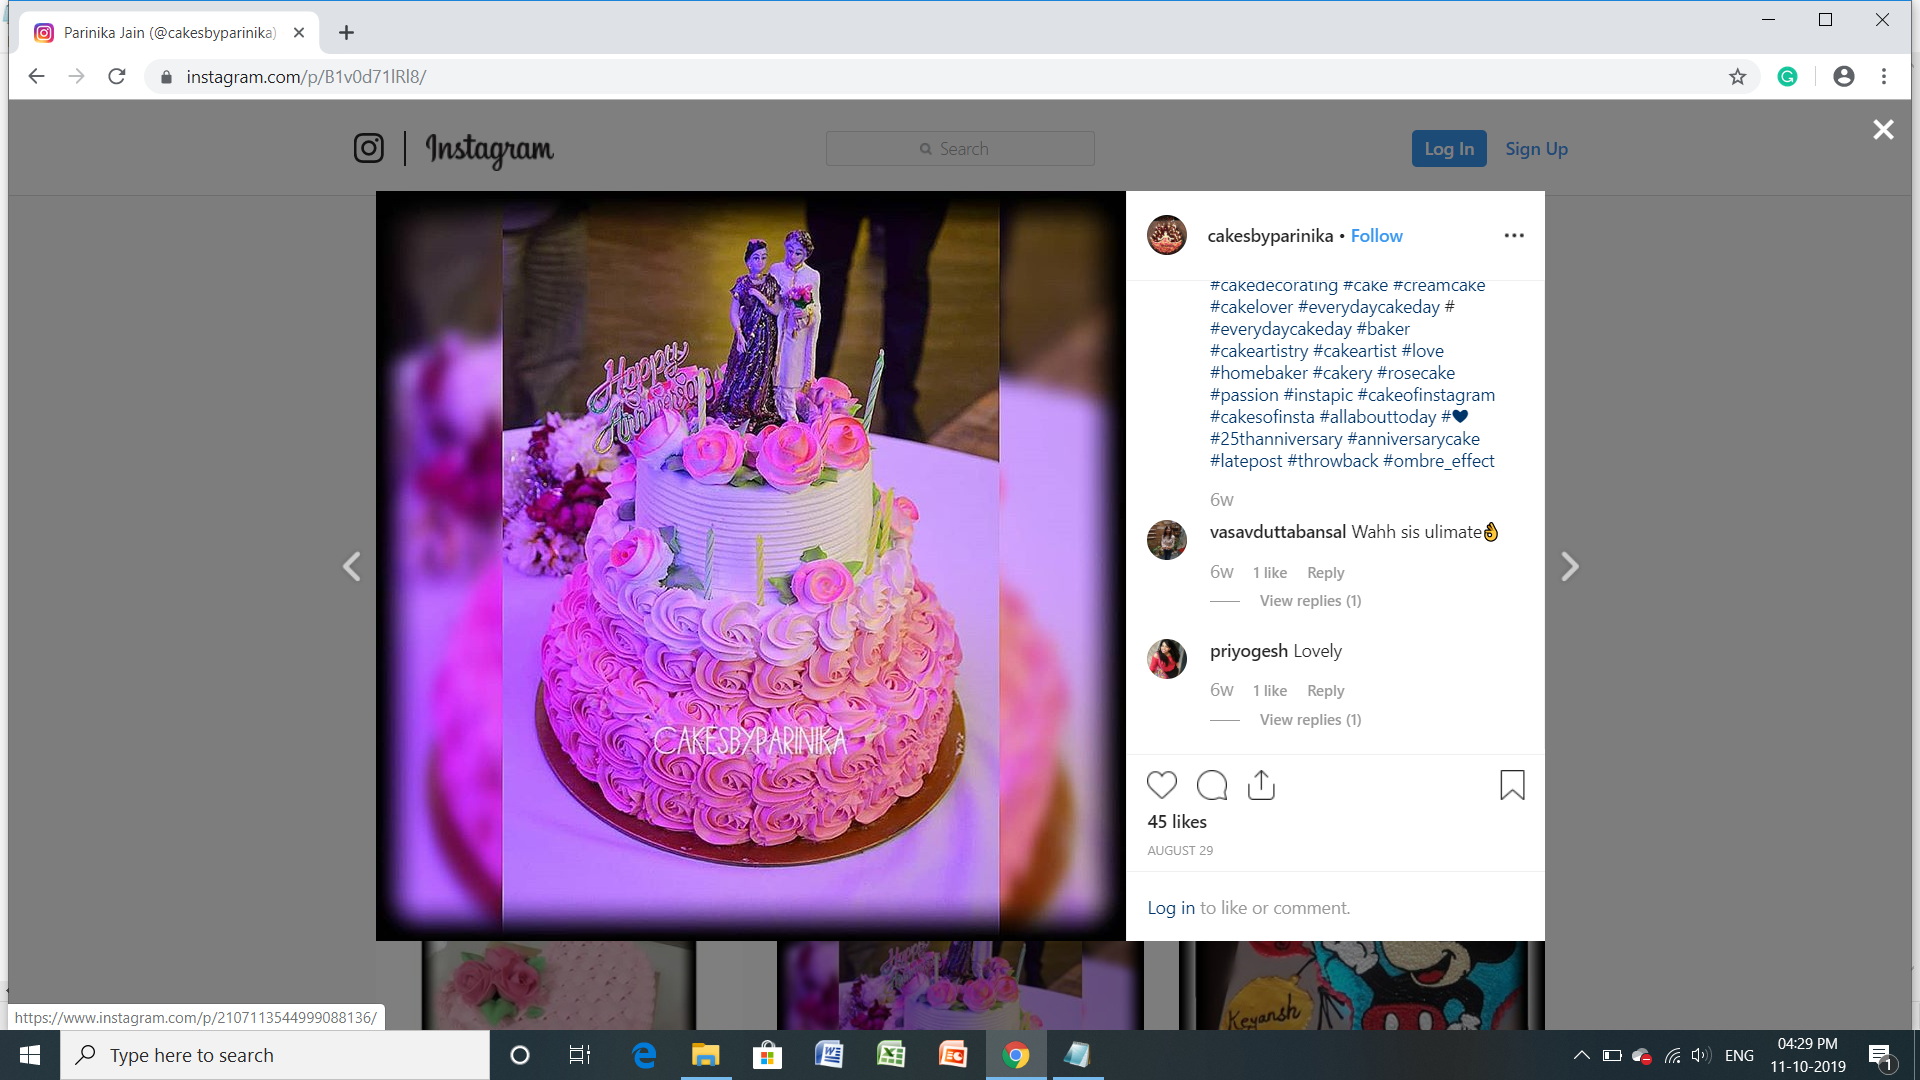 Parinika Jain (@cakesbyparinika)
instagram.com/p/B1v0d71lRl8/
Instagram
Search
Log In
Sign Up
cakesbyparinika • Follow
#cakedecorating #cake #creamcake
#cakelover #everydaycakeday #
#everydaycakeday #baker
#cakeartistry #cakeartist #love
#homebaker #cakery #rosecake
#passion #instapic #cakeofinstagram
#cakesofinsta #allabouttoday #🖤
#25thanniversary #anniversarycake
#latepost #throwback #ombre_effect
6w
vasavduttabansal Wahh sis ulimate👌
6w 1 like Reply
View replies (1)
priyogesh Lovely
6w 1 like Reply
View replies (1)
45 likes
AUGUST 29
Log in to like or comment.
Happy
Anniversary
CAKESBYPARINIKA
Keyansh
https://www.instagram.com/p/2107113544999088136/
Type here to search
ENG
04:29 PM
11-10-2019
1